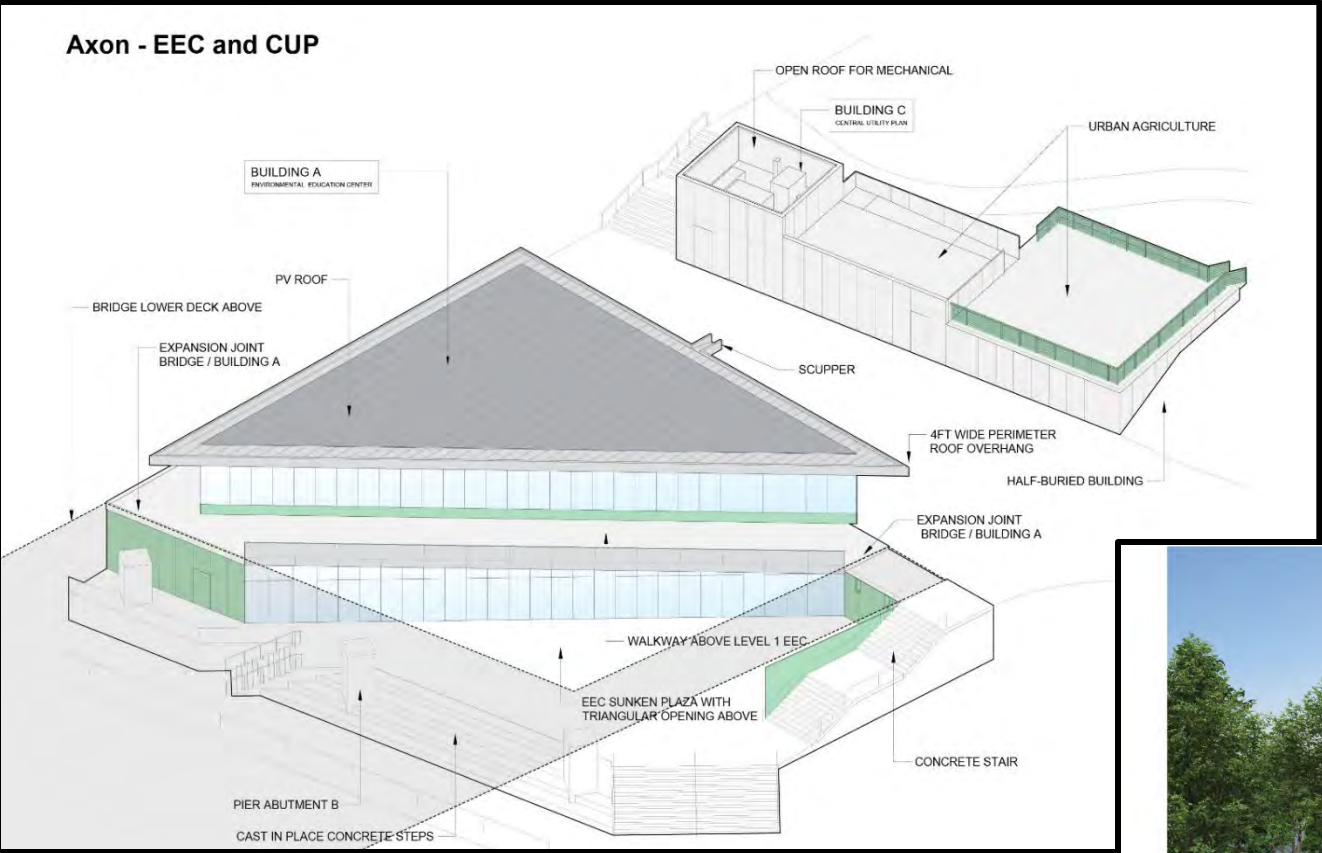 Axon - EEC and CUP
OPEN ROOF FOR MECHANICAL
BUILDING C
CENTRAL UTILITY PLAN
URBAN AGRICULTURE
BUILDING A
ENVIRONMENTAL EDUCATION CENTER
PV ROOF
BRIDGE LOWER DECK ABOVE
EXPANSION JOINT
BRIDGE / BUILDING A
SCUPPER
4FT WIDE PERIMETER
ROOF OVERHANG
HALF-BURIED BUILDING
EXPANSION JOINT
BRIDGE / BUILDING A
WALKWAY ABOVE LEVEL 1 EEC
EEC SUNKEN PLAZA WITH
TRIANGULAR OPENING ABOVE
CONCRETE STAIR
PIER ABUTMENT B
CAST IN PLACE CONCRETE STEPS